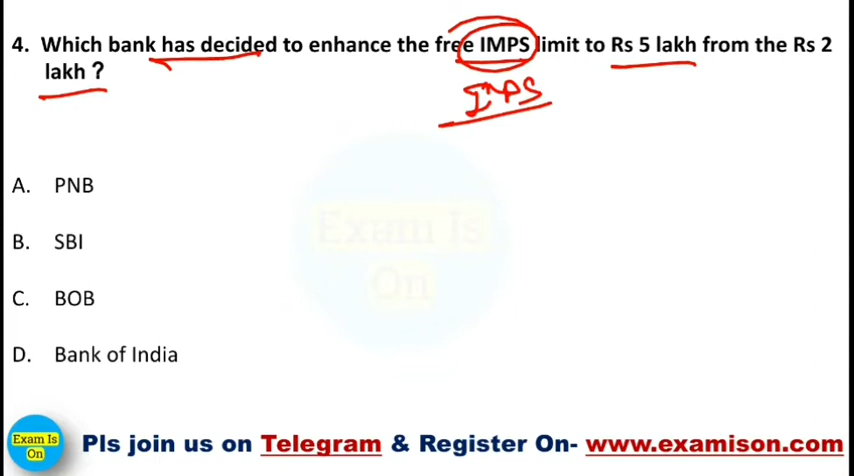 4. Which bank has decided to enhance the free IMPS limit to Rs 5 lakh from the Rs 2
lakh ?
IMPS
A. PNB
Exam Is
On
B. SBI
C. BOB
D. Bank of India
Exam Is
On
Pls join us on Telegram & Register On- www.examison.com